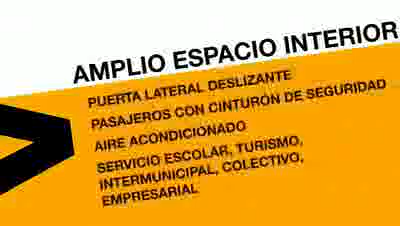 AMPLIO ESPACIO INTERIOR
PUERTA LATERAL DESLIZANTE
PASAJEROS CON CINTURÓN DE SEGURIDAD
AIRE ACONDICIONADO
SERVICIO ESCOLAR, TURISMO,
INTERMUNICIPAL, COLECTIVO,
EMPRESARIAL